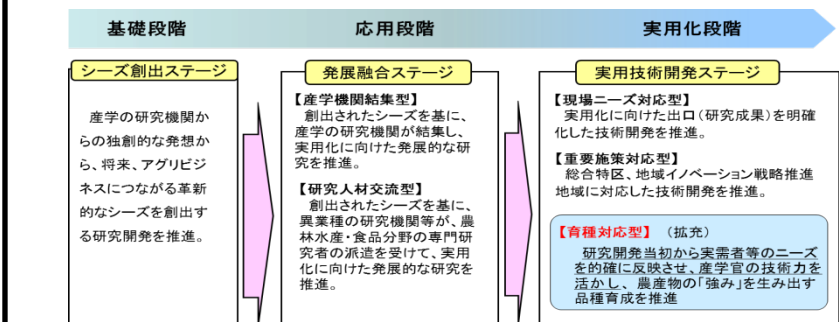 基礎段階
応用段階
実用化段階
シーズ創出ステージ
産学の研究機関か
らの独創的な発想か
ら、将来、アグリビジ
ネスにつながる革新
的なシーズを創出す
る研究開発を推進。
発展融合ステージ
【産学機関結集型】
創出されたシーズを基に、
産学の研究機関が結集し、
実用化に向けた発展的な研
究を推進。
【研究人材交流型】
創出されたシーズを基に、
異業種の研究機関等が、農
林水産・食品分野の専門研
究者の派遣を受けて、実用
化に向けた発展的な研究を
推進。
実用技術開発ステージ
【現場ニーズ対応型】
実用化に向けた出口（研究成果）を明確
化した技術開発を推進。
【重要施策対応型】
総合特区、地域イノベーション戦略推進
地域に対応した技術開発を推進。
【育種対応型】（拡充）
研究開発当初から実需者等のニーズ
を的確に反映させ、産学官の技術力を
活かし、農産物の「強み」を生み出す
品種育成を推進